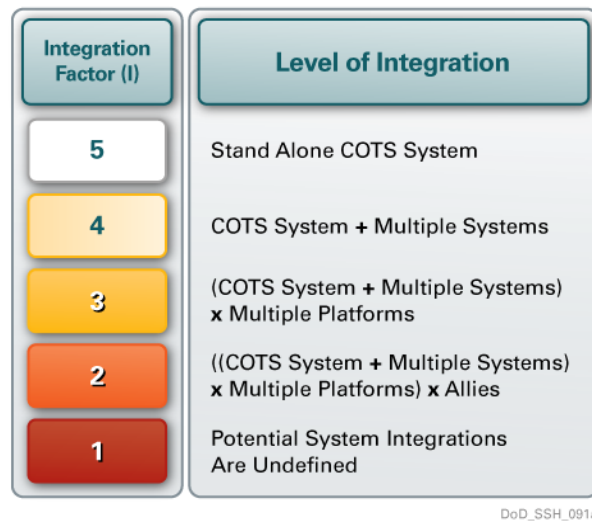 Integration
Factor (I)
Level of Integration
5
Stand Alone COTS System
4
COTS System + Multiple Systems
3
(COTS System + Multiple Systems)
x Multiple Platforms
2
((COTS System + Multiple Systems)
x Multiple Platforms) x Allies
1
Potential System Integrations
Are Undefined
DoD_SSH_091a